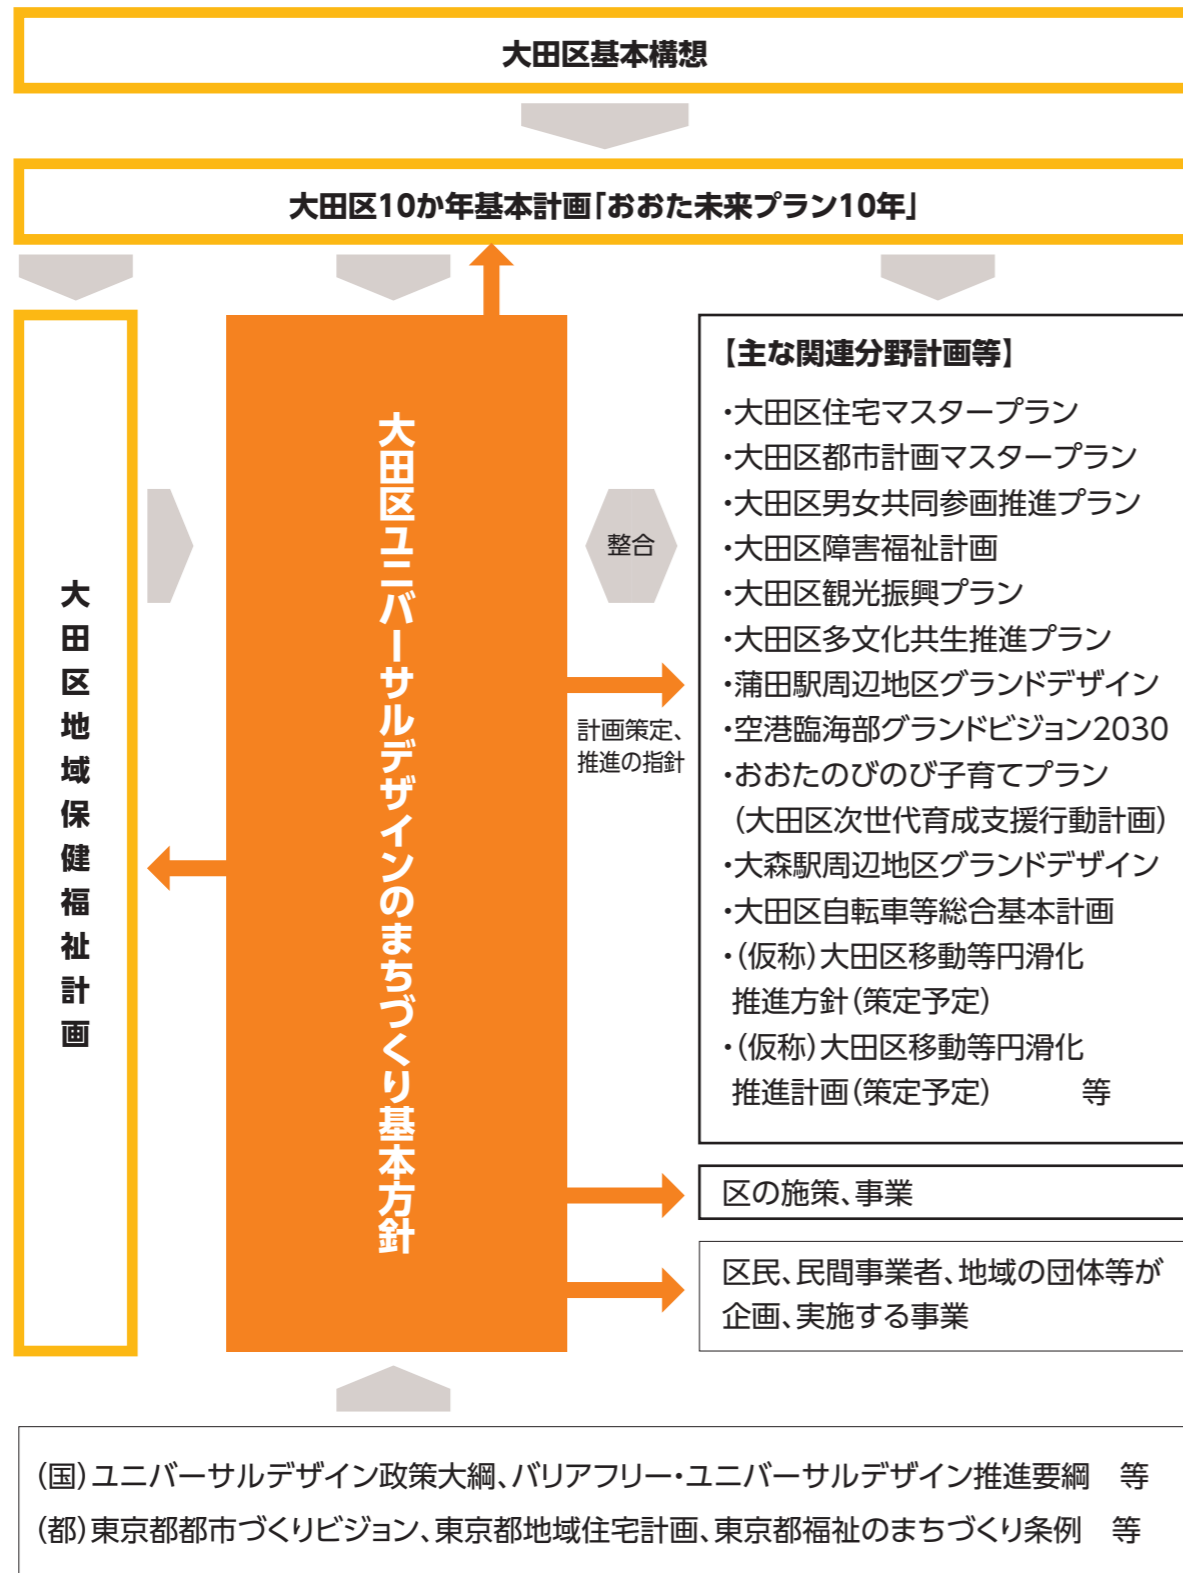 大田区基本構想
大田区10か年基本計画「おおた未来プラン10年」
大田区地域保健福祉計画
大田区ユニバーサルデザインのまちづくり基本方針
整合
計画策定、
推進の指針
【主な関連分野計画等】
・大田区住宅マスタープラン
・大田区都市計画マスタープラン
・大田区男女共同参画推進プラン
・大田区障害福祉計画
・大田区観光振興プラン
・大田区多文化共生推進プラン
・蒲田駅周辺地区グランドデザイン
・空港臨海部グランドビジョン2030
・おおたのびのび子育てプラン
(大田区次世代育成支援行動計画)
・大森駅周辺地区グランドデザイン
・大田区自転車等総合基本計画
・(仮称)大田区移動等円滑化
推進方針(策定予定)
・(仮称)大田区移動等円滑化
推進計画(策定予定)　　　等
区の施策、事業
区民、民間事業者、地域の団体等が
企画、実施する事業
(国)ユニバーサルデザイン政策大綱、バリアフリー・ユニバーサルデザイン推進要綱　等
(都)東京都都市づくりビジョン、東京都地域住宅計画、東京都福祉のまちづくり条例　等